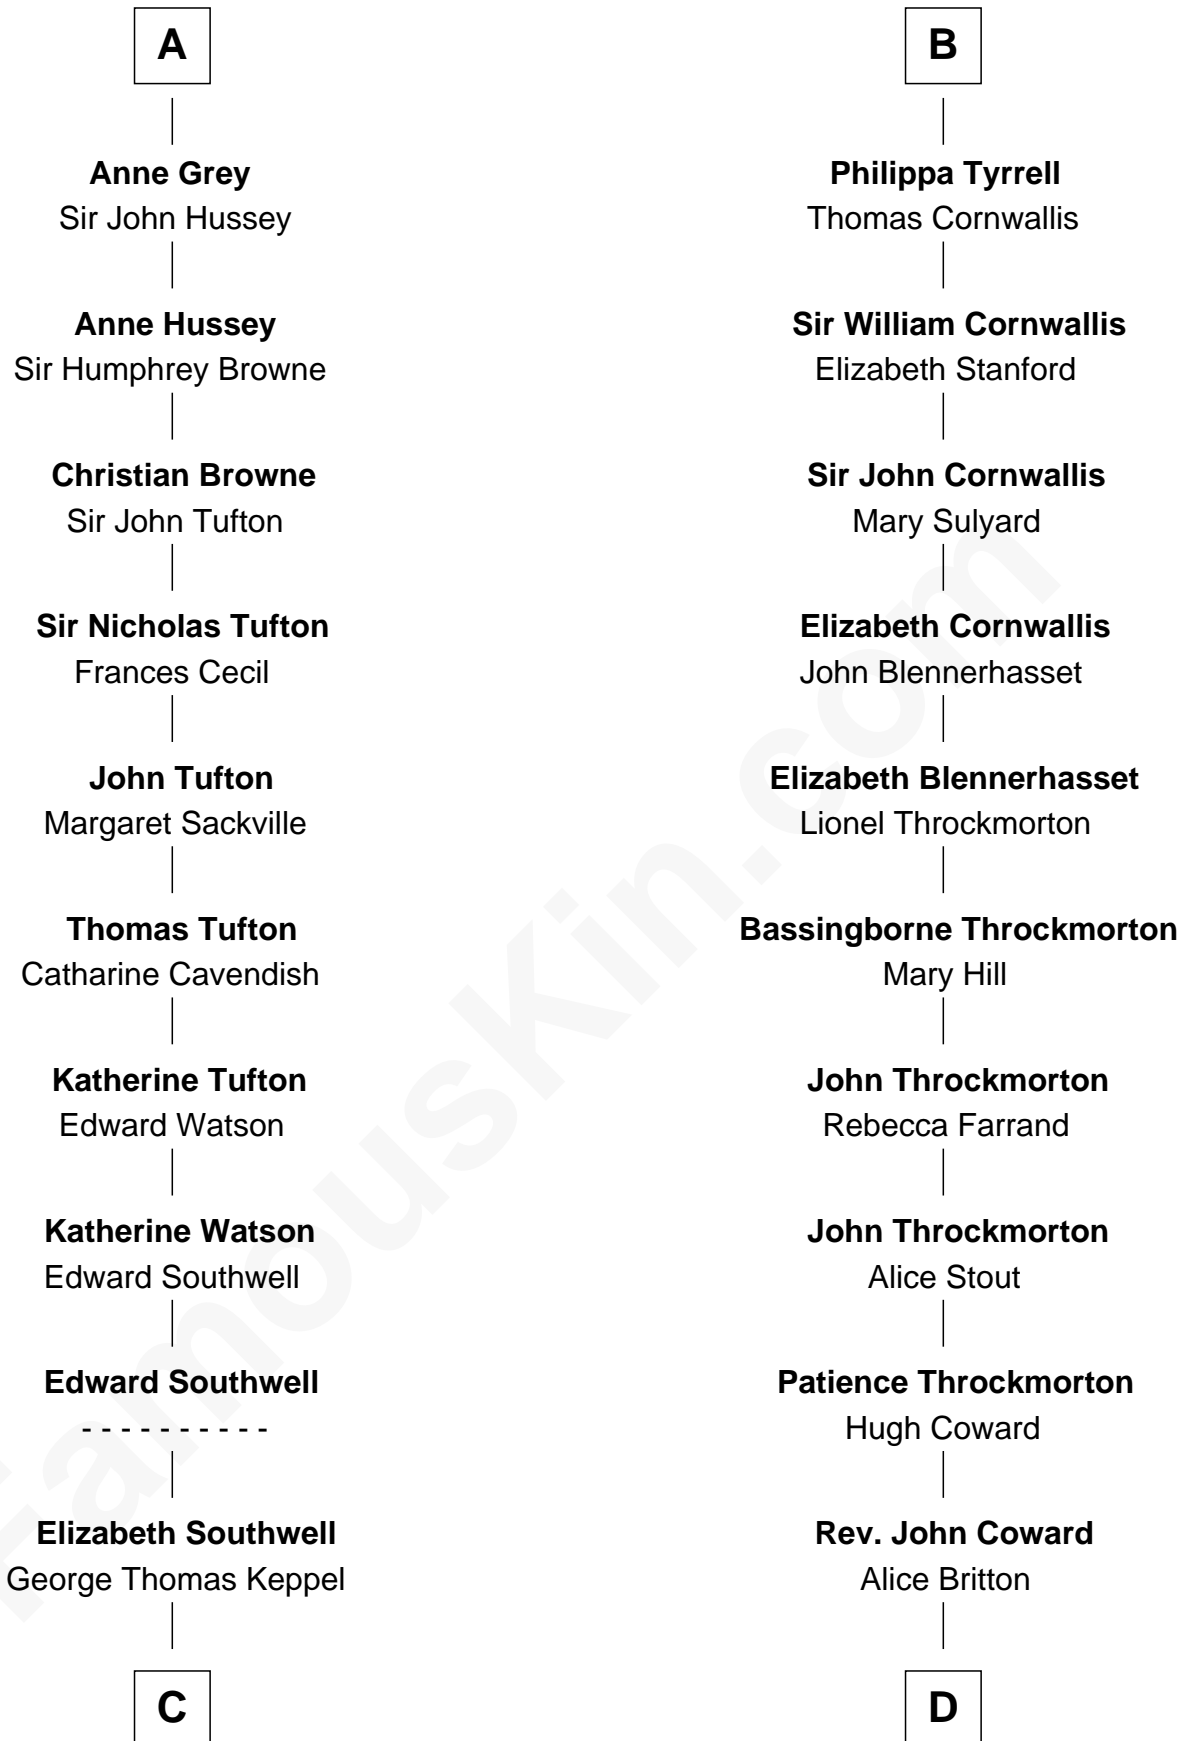 A
Anne Grey
Sir John Hussey
Anne Hussey
Sir Humphrey Browne
Christian Browne
Sir John Tufton
Sir Nicholas Tufton
Frances Cecil
John Tufton
Margaret Sackville
Thomas Tufton
Catharine Cavendish
Katherine Tufton
Edward Watson
Katherine Watson
Edward Southwell
Edward Southwell
- - - - - - - - - -
Elizabeth Southwell
George Thomas Keppel
C
B
Philippa Tyrrell
Thomas Cornwallis
Sir William Cornwallis
Elizabeth Stanford
Sir John Cornwallis
Mary Sulyard
Elizabeth Cornwallis
John Blennerhasset
Elizabeth Blennerhasset
Lionel Throckmorton
Bassingborne Throckmorton
Mary Hill
John Throckmorton
Rebecca Farrand
John Throckmorton
Alice Stout
Patience Throckmorton
Hugh Coward
Rev. John Coward
Alice Britton
D
FamousKin.com